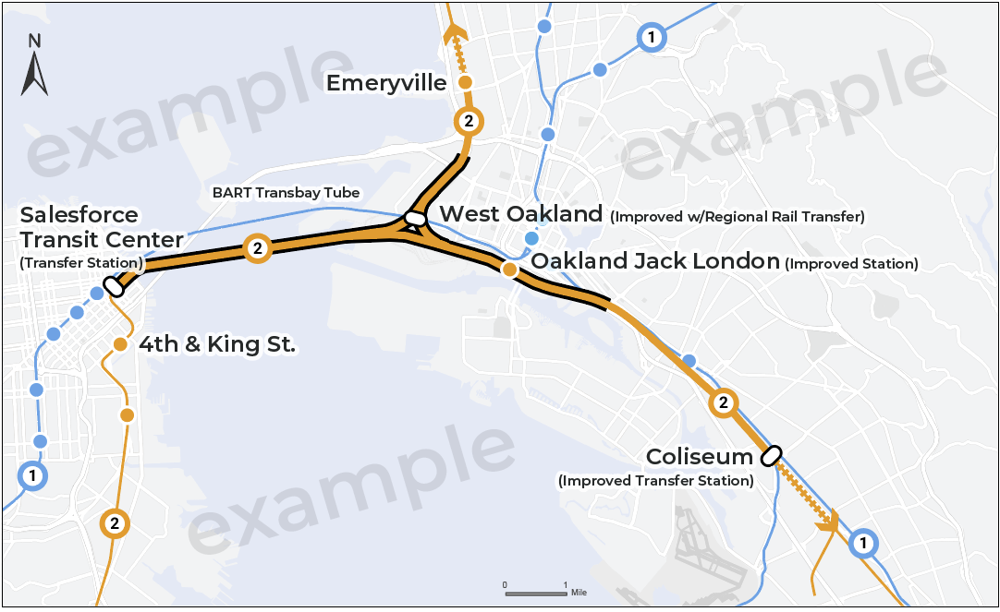 N
example
example
Emeryville
1
2
BART Transbay Tube
Salesforce
Transit Center
(Transfer Station)
West Oakland (Improved w/Regional Rail Transfer)
2
Oakland Jack London (Improved Station)
4th & King St.
2
example
Coliseum
(Improved Transfer Station)
1
2
1
0 1
Mile